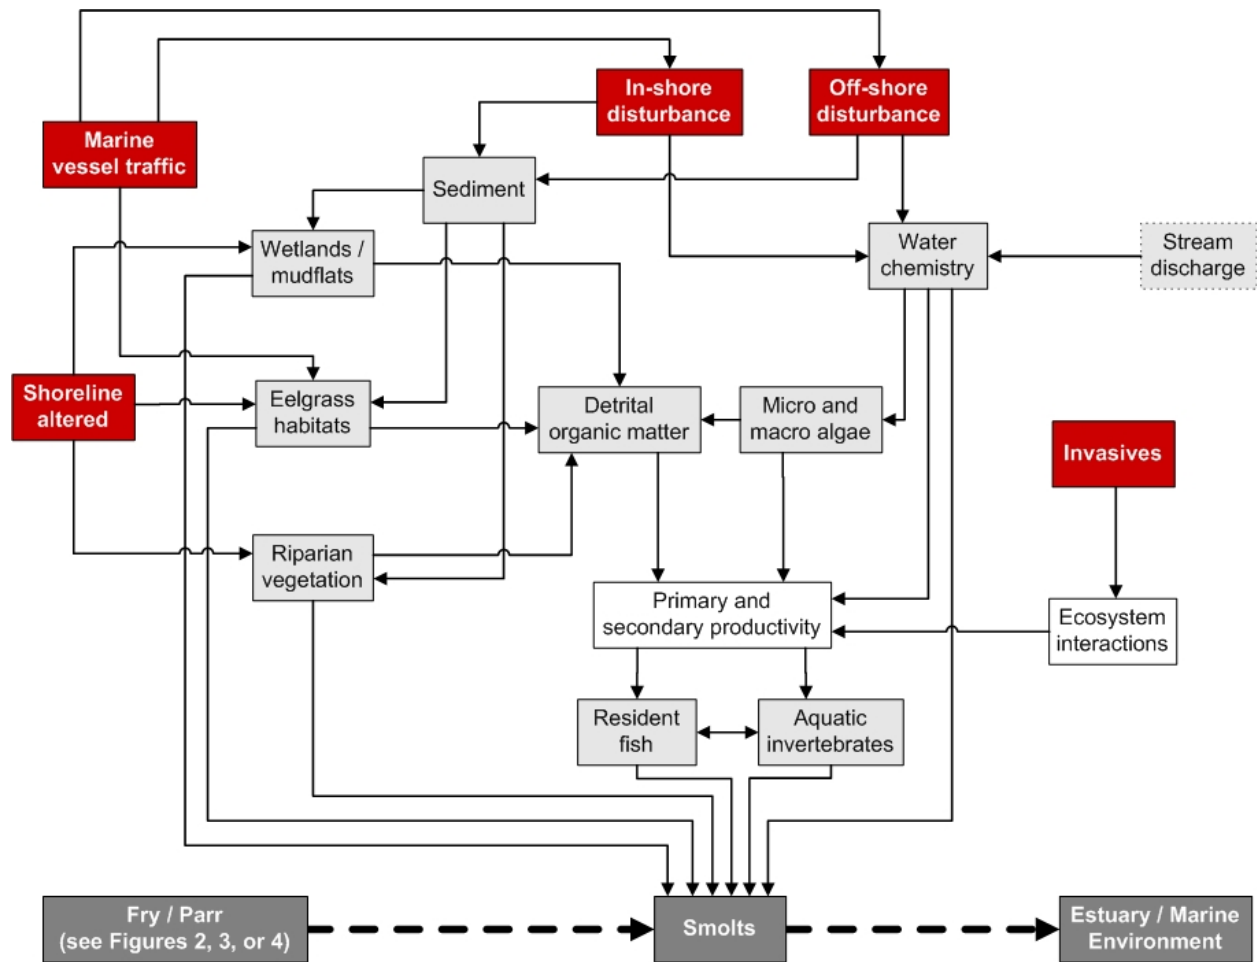 In-shore
disturbance
Off-shore
disturbance
Marine
vessel traffic
Sediment
Wetlands /
mudflats
Water
chemistry
Stream
discharge
Shoreline
altered
Eelgrass
habitats
Detrital
organic matter
Micro and
macro algae
Invasives
Riparian
vegetation
Primary and
secondary productivity
Ecosystem
interactions
Resident
fish
Aquatic
invertebrates
Fry / Parr
(see Figures 2, 3, or 4)
Smolts
Estuary / Marine
Environment